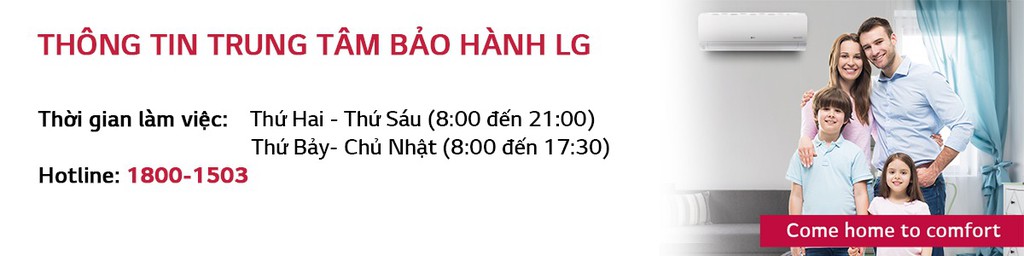 THÔNG TIN TRUNG TÂM BẢO HÀNH LG
Thời gian làm việc: Thứ Hai - Thứ Sáu (8:00 đến 21:00)
Thứ Bảy- Chủ Nhật (8:00 đến 17:30)
Hotline: 1800-1503
Come home to comfort